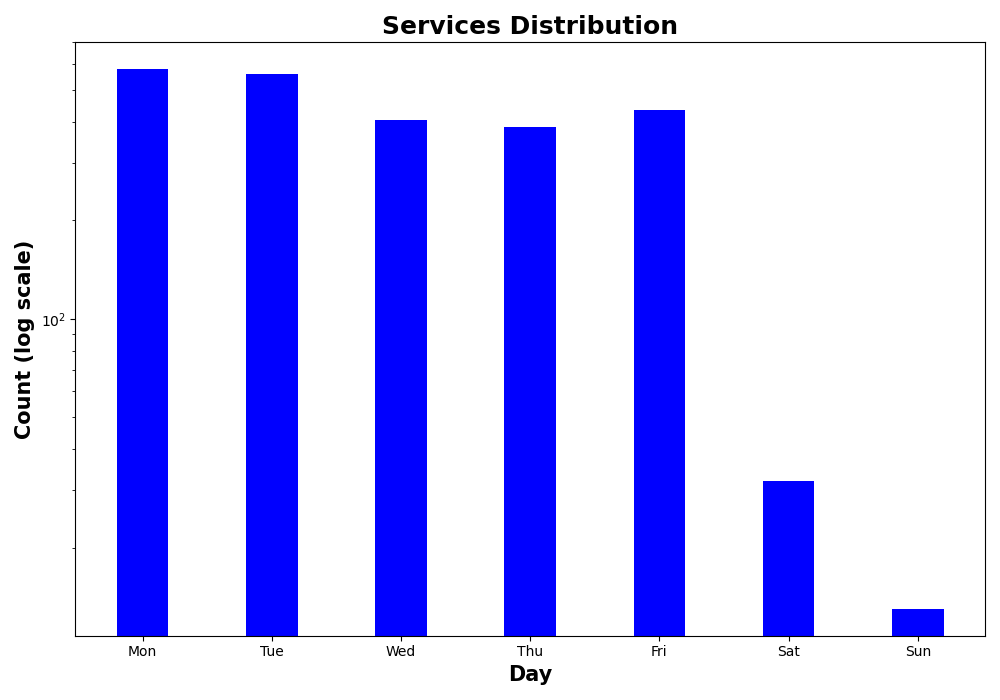 Services Distribution
Count (log scale)
10²
Mon Tue Wed Thu Fri Sat Sun
Day